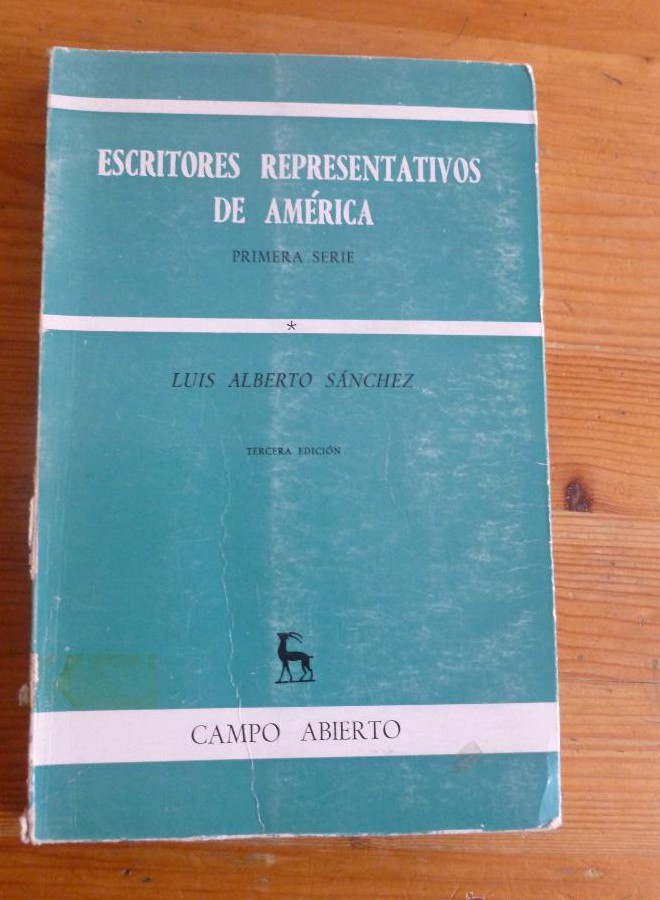 ESCRITORES REPRESENTATIVOS
DE AMÉRICA
PRIMERA SERIE
*
LUIS ALBERTO SÁNCHEZ
TERCERA EDICIÓN
CAMPO ABIERTO